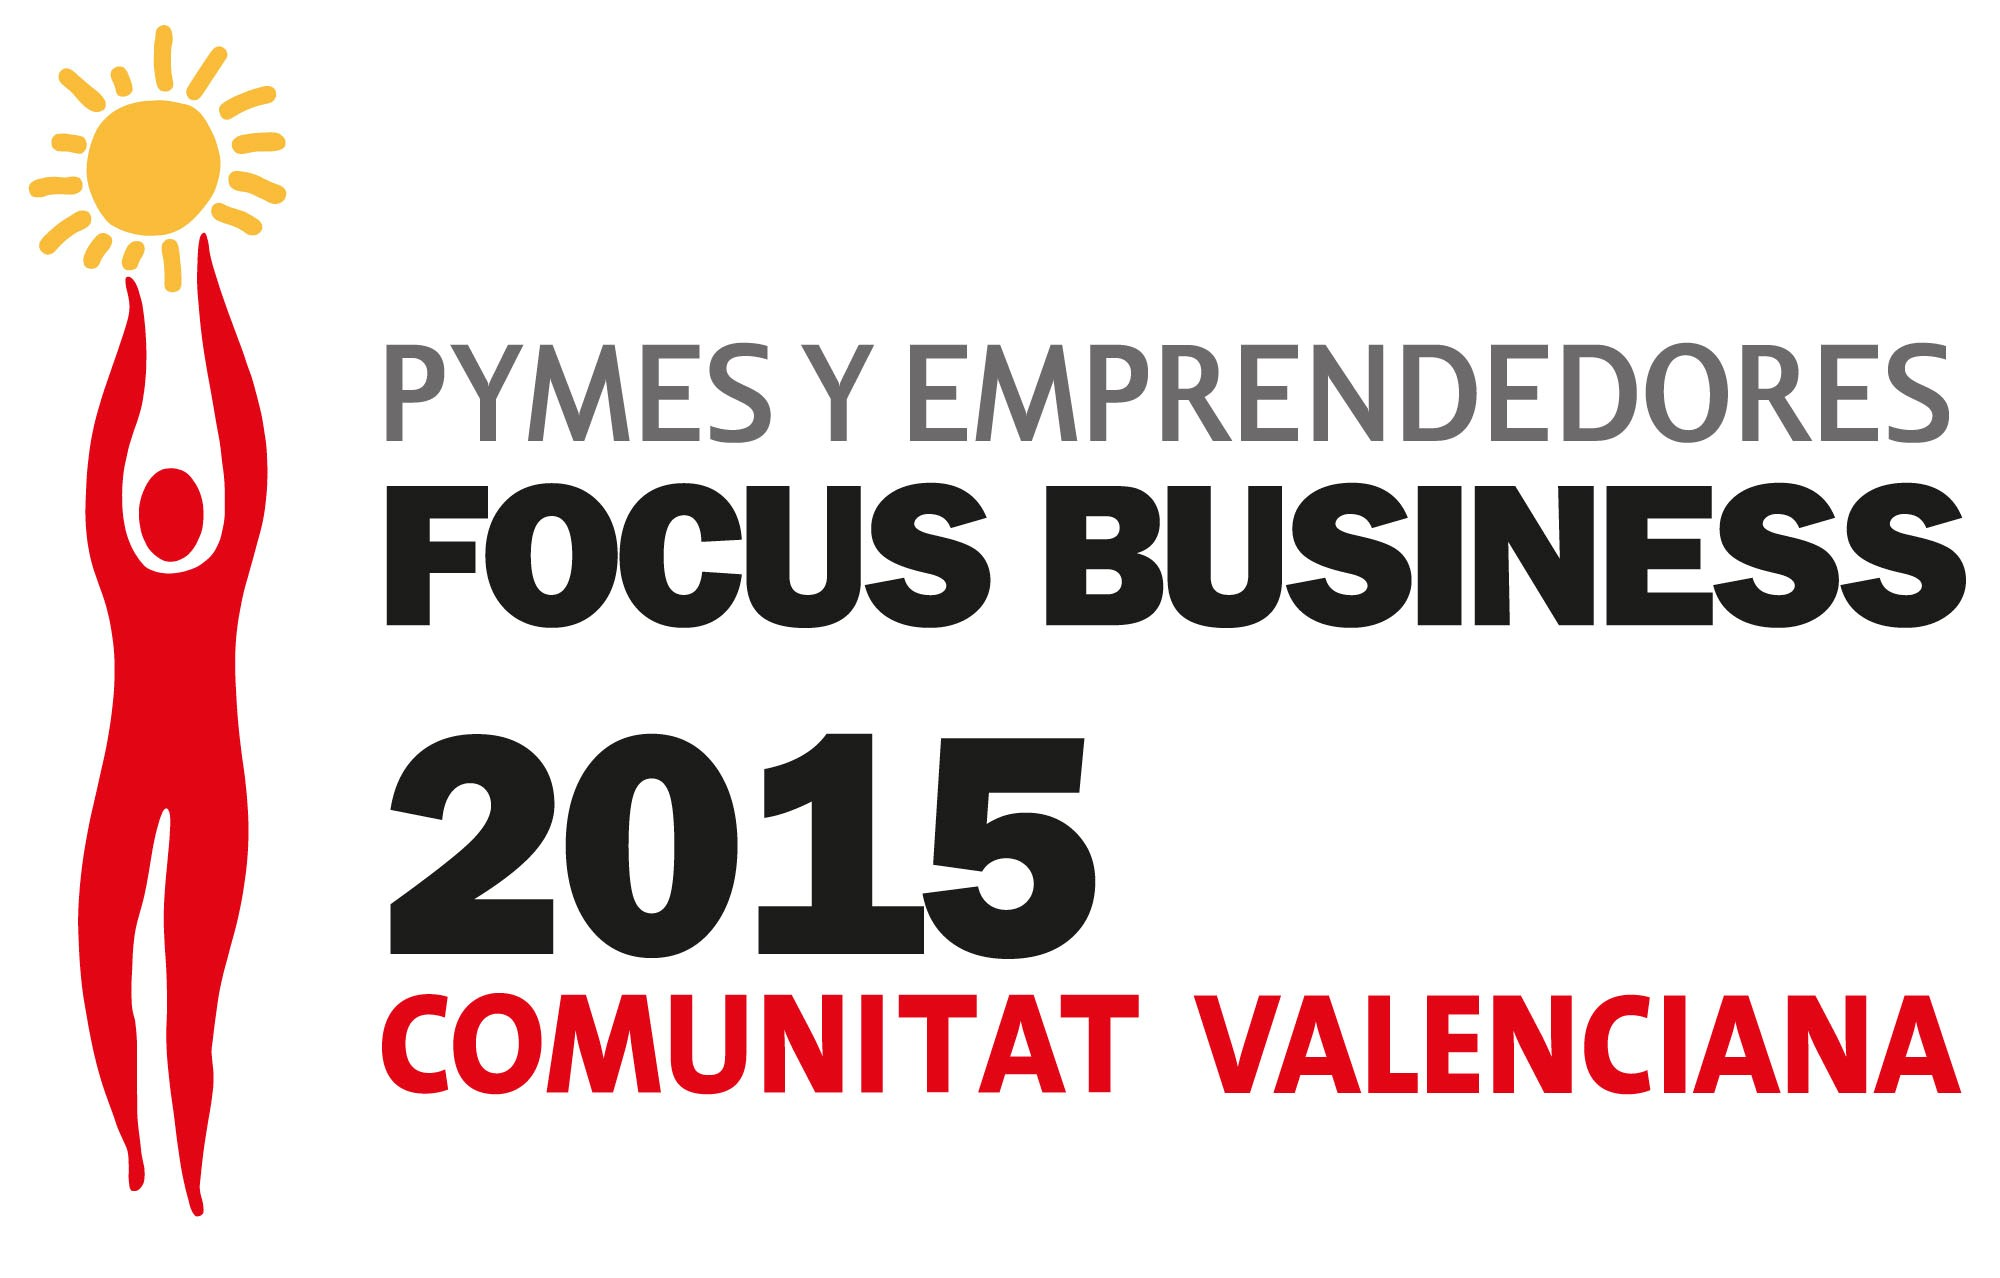 PYMES Y EMPRENDEDORES
FOCUS BUSINESS
2015
COMUNITAT VALENCIANA